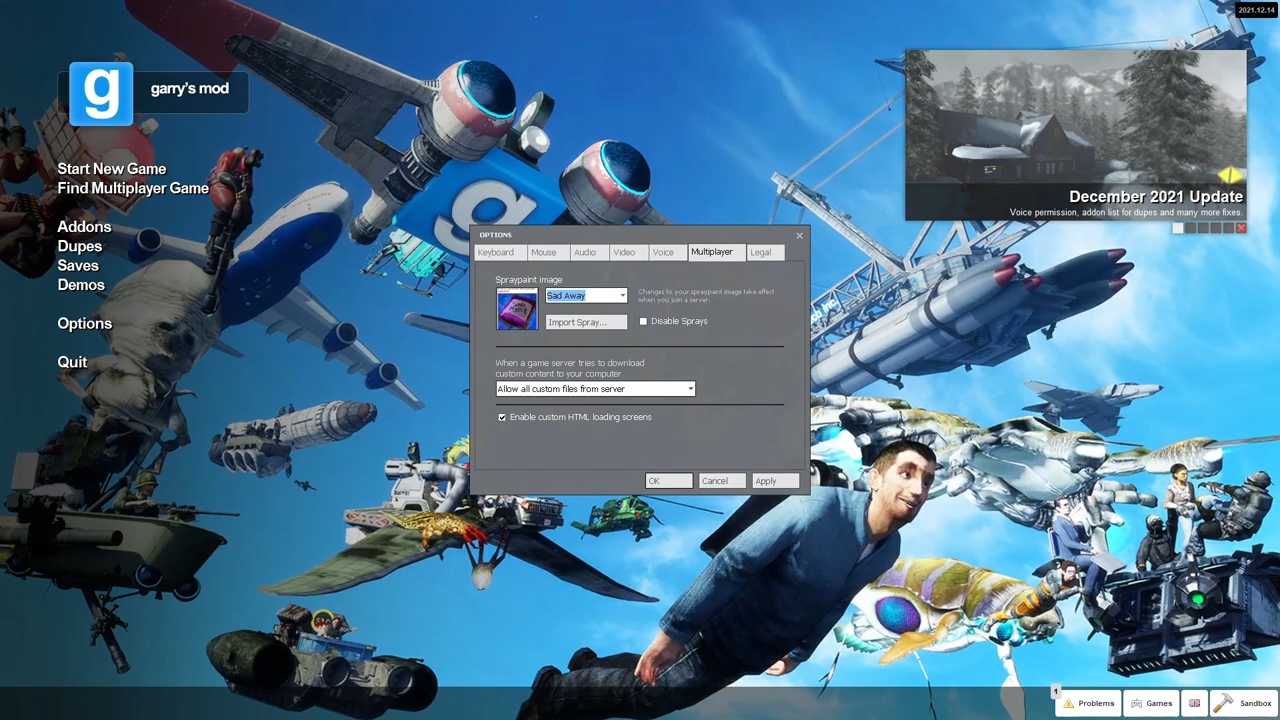 2021.12.14
g
garry's mod
Start New Game
Find Multiplayer Game
Addons
Dupes
Saves
Demos
Options
Quit
December 2021 Update
Voice permission, addon list for dupes and many more fixes.
g
OPTIONS
Keyboard Mouse Audio Video Voice Multiplayer Legal
Spraypaint image
Sad Away
Changes to your spraypaint image take effect
when you join a server.
Import Spray...
Disable Sprays
When a game server tries to download
custom content to your computer
Allow all custom files from server
Enable custom HTML loading screens
OK Cancel Apply
1
Problems Games Sandbox